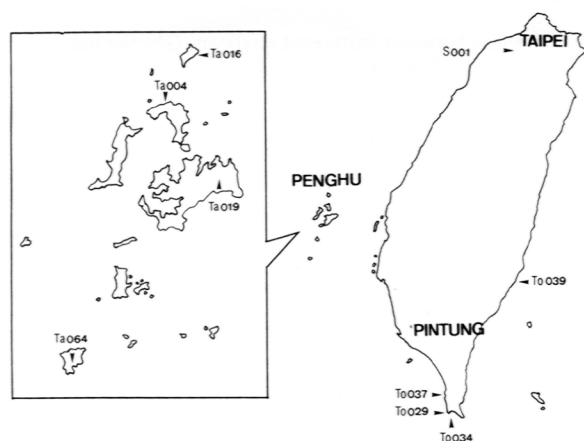 Ta016
Ta004
Ta019
Ta064
PENGHU
S001
TAIPEI
To039
PINTUNG
To037
To029
To034